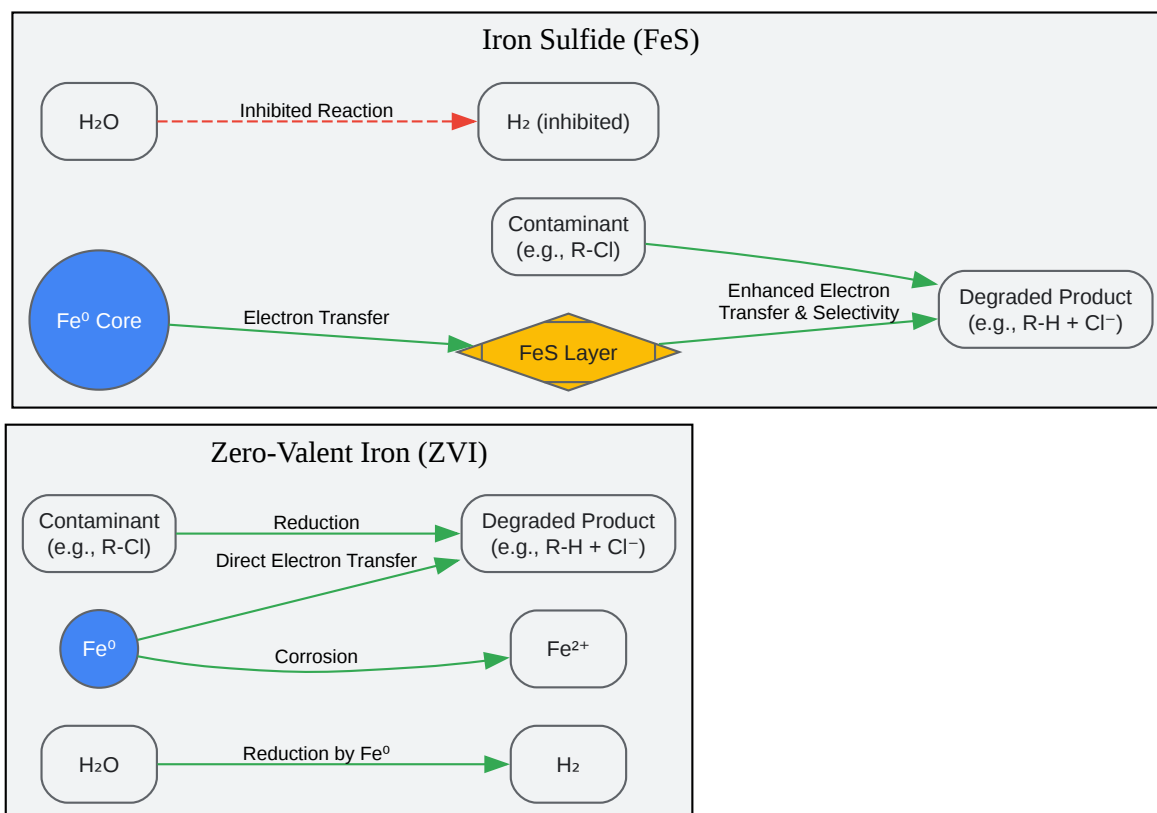 Iron Sulfide (FeS)
H₂O
Inhibited Reaction
H₂ (inhibited)
Contaminant
(e.g., R-Cl)
Fe⁰ Core
Electron Transfer
FeS Layer
Enhanced Electron
Transfer & Selectivity
Degraded Product
(e.g., R-H + Cl⁻)
Zero-Valent Iron (ZVI)
Contaminant
(e.g., R-Cl)
Reduction
Degraded Product
(e.g., R-H + Cl⁻)
Direct Electron Transfer
Fe⁰
Corrosion
Fe²⁺
H₂O
Reduction by Fe⁰
H₂